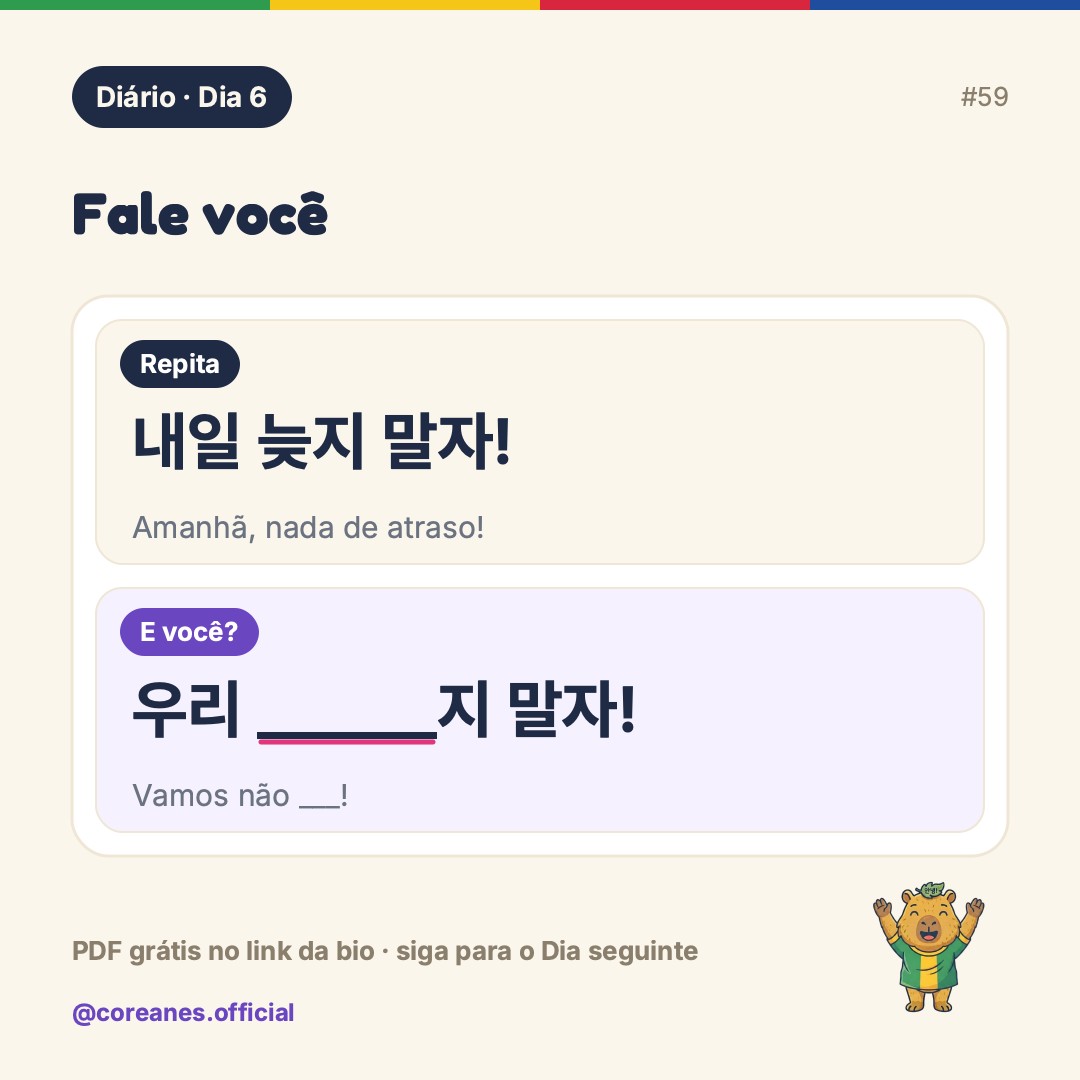 Diário · Dia 6
#59
Fale você
Repita
내일 늦지 말자!
Amanhã, nada de atraso!
E você?
우리 ______지 말자!
Vamos não ___!
PDF grátis no link da bio · siga para o Dia seguinte
@coreanes.official